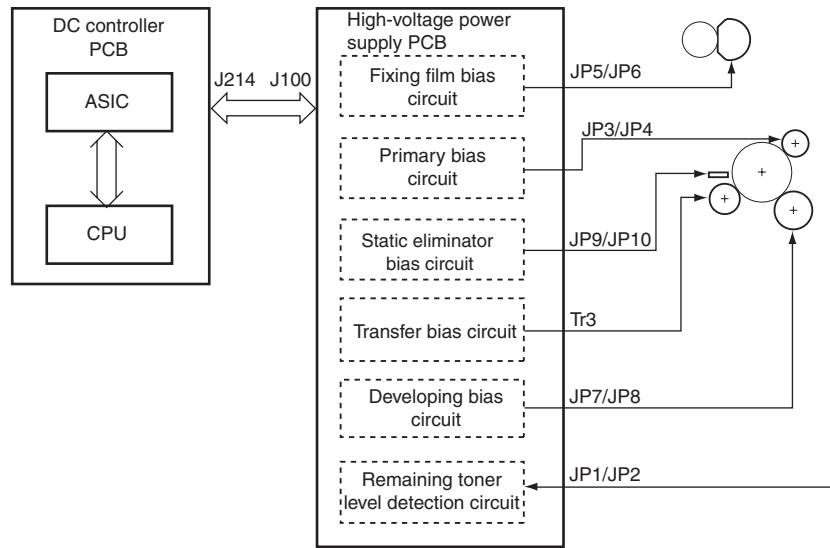 DC controller
PCB
ASIC
CPU
J214
J100
High-voltage power
supply PCB
Fixing film bias
circuit
JP5/JP6
Primary bias
circuit
JP3/JP4
Static eliminator
bias circuit
JP9/JP10
Transfer bias circuit
Tr3
Developing bias
circuit
JP7/JP8
Remaining toner
level detection circuit
JP1/JP2